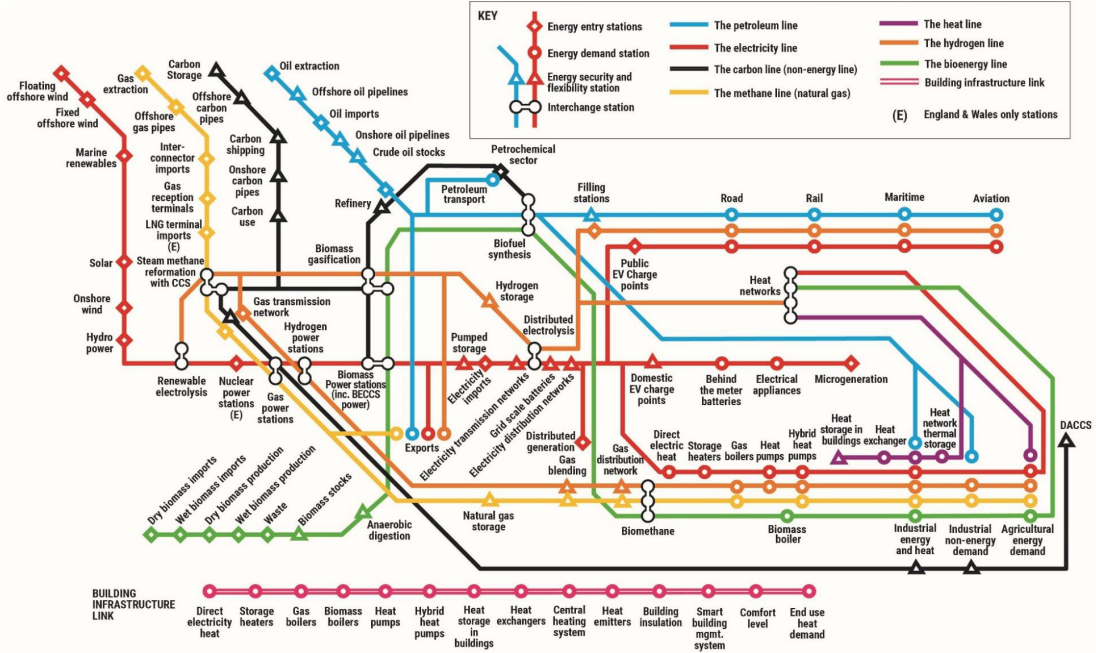 KEY
Energy entry stations
Energy demand station
Energy security and
flexibility station
Interchange station
The petroleum line
The electricity line
The carbon line (non-energy line)
The methane line (natural gas)
The heat line
The hydrogen line
The bioenergy line
Building infrastructure link
(E) England & Wales only stations
Floating
offshore wind
Fixed
offshore wind
Marine
renewables
Solar
Onshore
wind
Hydro
power
Gas
extraction
Offshore
gas pipes
Inter-
connector
imports
Gas
reception
terminals
LNG terminal
imports
(E)
Steam methane
reformation
with CCS
Carbon
Storage
Offshore
carbon
pipes
Carbon
shipping
Onshore
carbon
pipes
Carbon
use
Oil extraction
Offshore oil pipelines
Oil imports
Onshore oil pipelines
Crude oil stocks
Refinery
Petrochemical
sector
Petroleum
transport
Biofuel
synthesis
Filling
stations
Road
Rail
Maritime
Aviation
Public
EV Charge
points
Heat
networks
Biomass
gasification
Hydrogen
storage
Gas transmission
network
Hydrogen
power
stations
Distributed
electrolysis
Pumped
storage
Electricity
imports
Renewable
electrolysis
Nuclear
power
stations
(E)
Gas
power
stations
Biomass
Power stations
(inc. BECCS
power)
Exports
Electricity transmission networks
Grid scale batteries
Electricity distribution networks
Distributed
generation
Domestic
EV charge
points
Behind
the meter
batteries
Electrical
appliances
Microgeneration
Gas
blending
Gas
distribution
network
Direct
electric
heat
Storage
heaters
Gas
boilers
Heat
pumps
Hybrid
heat
pumps
Heat
storage in
buildings
Heat
exchanger
Heat
network
thermal
storage
DACCS
Dry biomass imports
Wet biomass imports
Dry biomass production
Wet biomass production
Waste
Biomass stocks
Anaerobic
digestion
Natural gas
storage
Biomethane
Biomass
boiler
Industrial
energy
and heat
Industrial
non-energy
demand
Agricultural
energy
demand
BUILDING
INFRASTRUCTURE
LINK
Direct
electricity
heat
Storage
heaters
Gas
boilers
Biomass
boilers
Heat
pumps
Hybrid
heat
pumps
Heat
storage
in
buildings
Heat
exchangers
Central
heating
system
Heat
emitters
Building
insulation
Smart
building
mgmt.
system
Comfort
level
End use
heat
demand